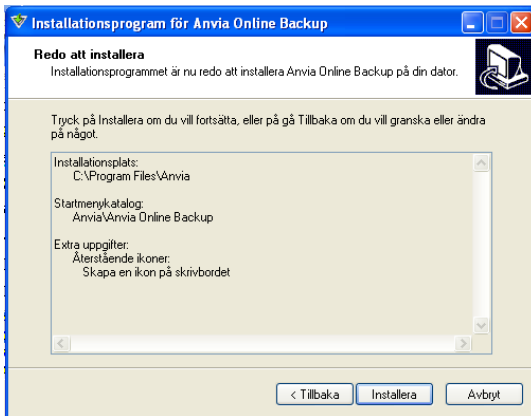 Installationsprogram för Anvia Online Backup
Redo att installera
Installationsprogrammet är nu redo att installera Anvia Online Backup på din dator.
Tryck på Installera om du vill fortsätta, eller på gå Tillbaka om du vill granska eller ändra
på något.
Installationsplats:
C:\Program Files\Anvia
Startmenykatalog:
Anvia\Anvia Online Backup
Extra uppgifter:
Återstående ikoner:
Skapa en ikon på skrivbordet
< Tillbaka
Installera
Avbryt